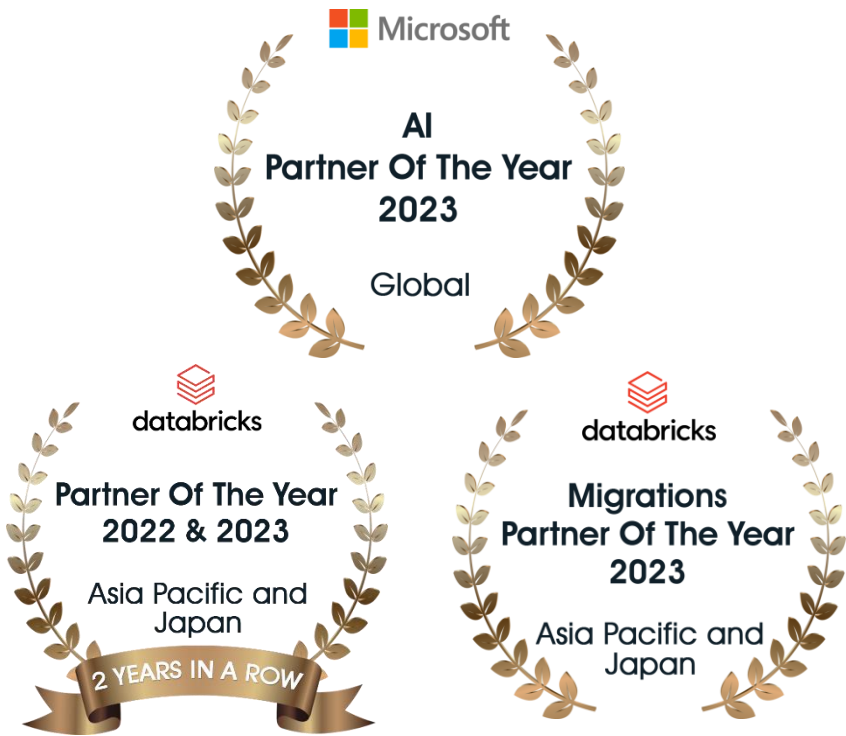 Microsoft
AI
Partner Of The Year
2023
Global
databricks
Partner Of The Year
2022 & 2023
Asia Pacific and
Japan
2 YEARS IN A ROW
databricks
Migrations
Partner Of The Year
2023
Asia Pacific and
Japan